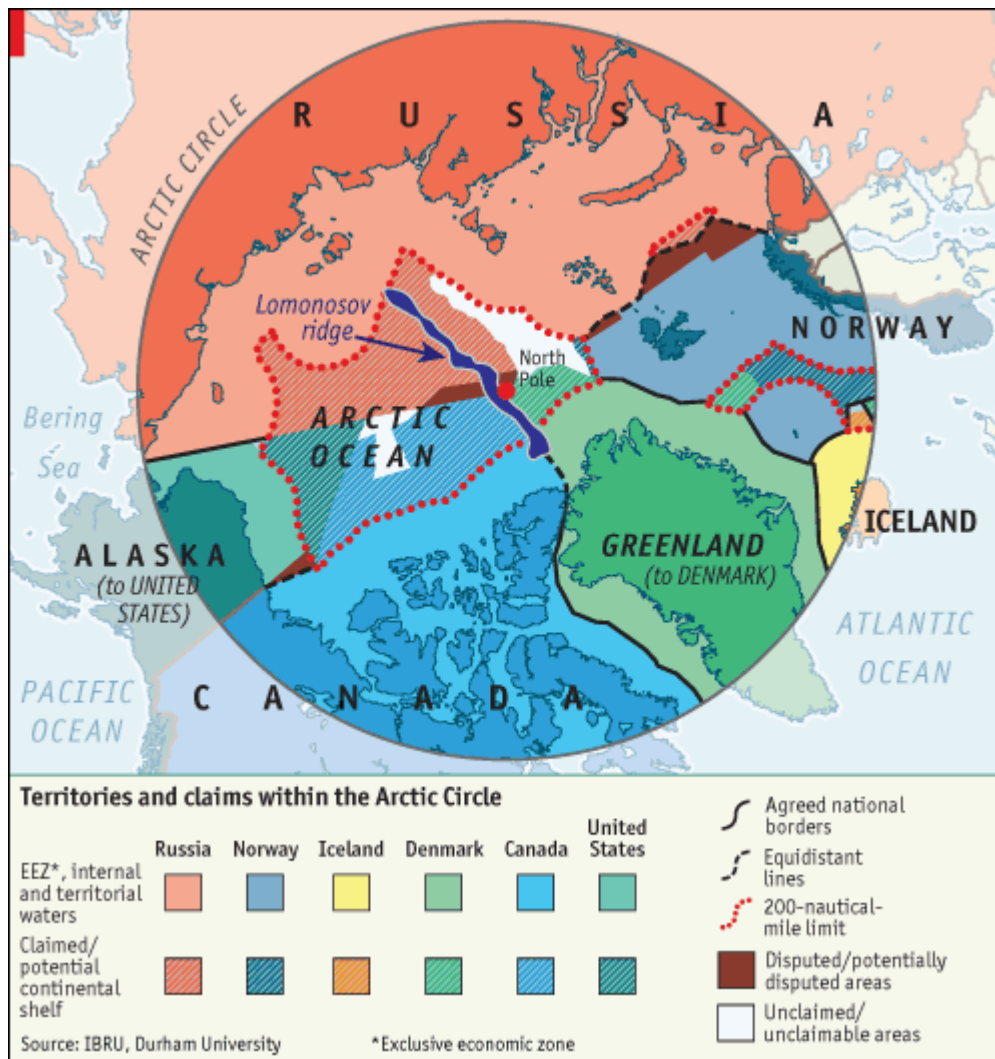 RUSSIA
ARCTIC CIRCLE
Lomonosov
ridge
North
Pole
NORWAY
ARCTIC
OCEAN
Bering
Sea
ICELAND
ALASKA
(to UNITED
STATES)
GREENLAND
(to DENMARK)
ATLANTIC
OCEAN
PACIFIC
OCEAN
CANADA
Territories and claims within the Arctic Circle
Russia Norway Iceland Denmark Canada United
States
EEZ*, internal
and territorial
waters
Claimed/
potential
continental
shelf
Agreed national
borders
Equidistant
lines
200-nautical-
mile limit
Disputed/potentially
disputed areas
Unclaimed/
unclaimable areas
Source: IBRU, Durham University *Exclusive economic zone